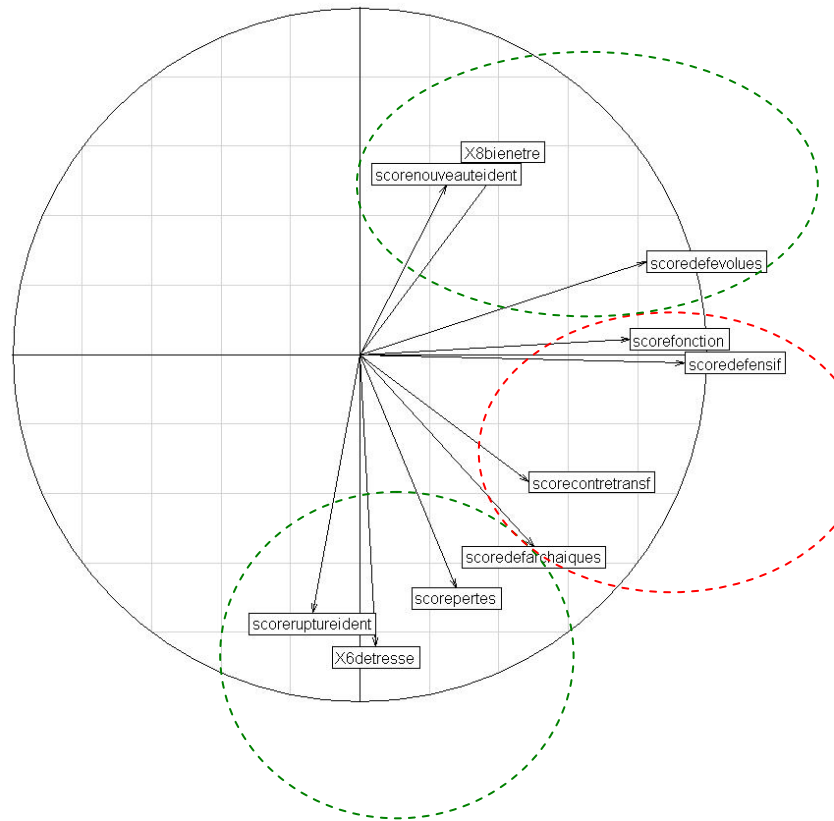 X8bienetre
scorenouveauteident
scoredefevolues
scorefonction
scoredefensif
scorecontretransf
scoredefarchaiques
scorepertes
scoreruptureident
X6detresse